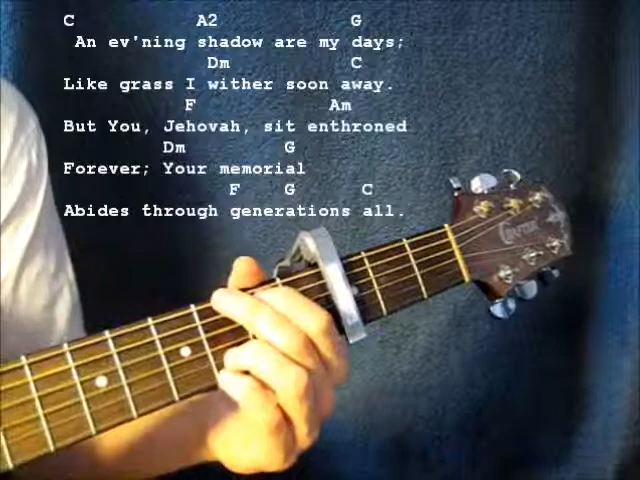 C A2 G
An ev'ning shadow are my days;
Dm C
Like grass I wither soon away.
F Am
But You, Jehovah, sit enthroned
Dm G
Forever; Your memorial
F G C
Abides through generations all.
Crafter